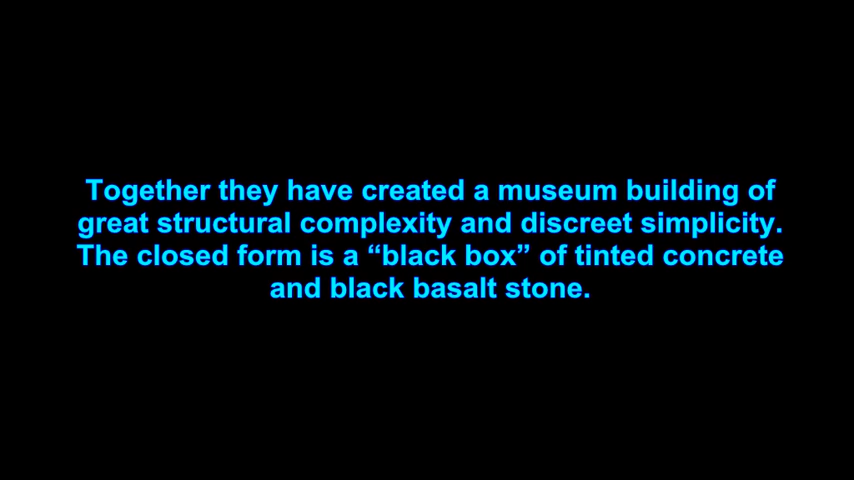 Together they have created a museum building of
great structural complexity and discreet simplicity.
The closed form is a “black box” of tinted concrete
and black basalt stone.